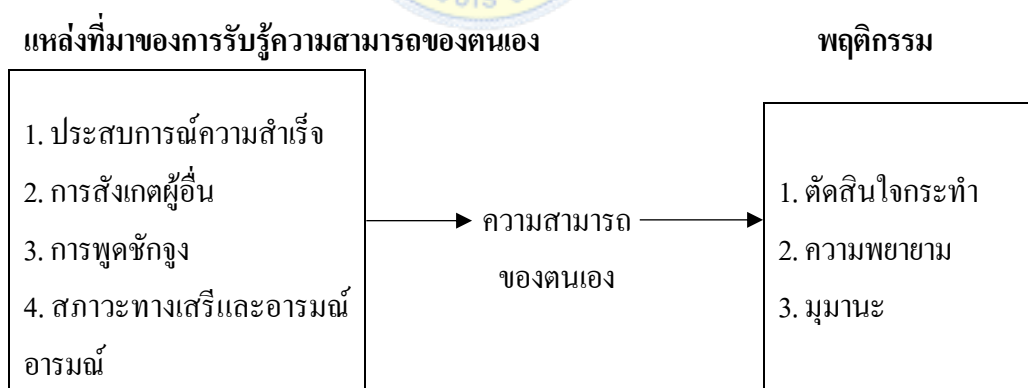 แหล่งที่มาของการรับรู้ความสามารถของตนเอง
พฤติกรรม
1. ประสบการณ์ความสำเร็จ
2. การสังเกตผู้อื่น
3. การพูดชักจูง
4. สภาวะทางเสรีและอารมณ์
อารมณ์
ความสามารถ
ของตนเอง
1. ตัดสินใจกระทำ
2. ความพยายาม
3. มุมานะ